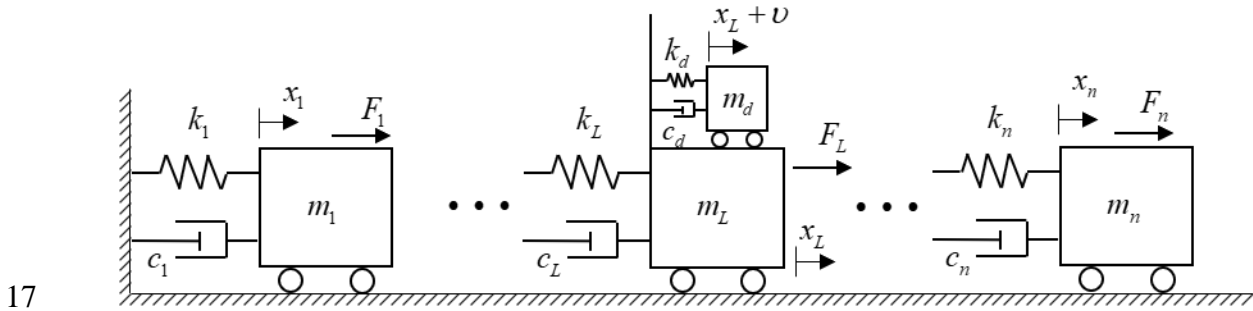 x_L + υ
k_d
m_d
c_d
x_1
F_1
k_1
m_1
c_1
k_L
F_L
m_L
c_L
x_L
x_n
F_n
k_n
m_n
c_n
17